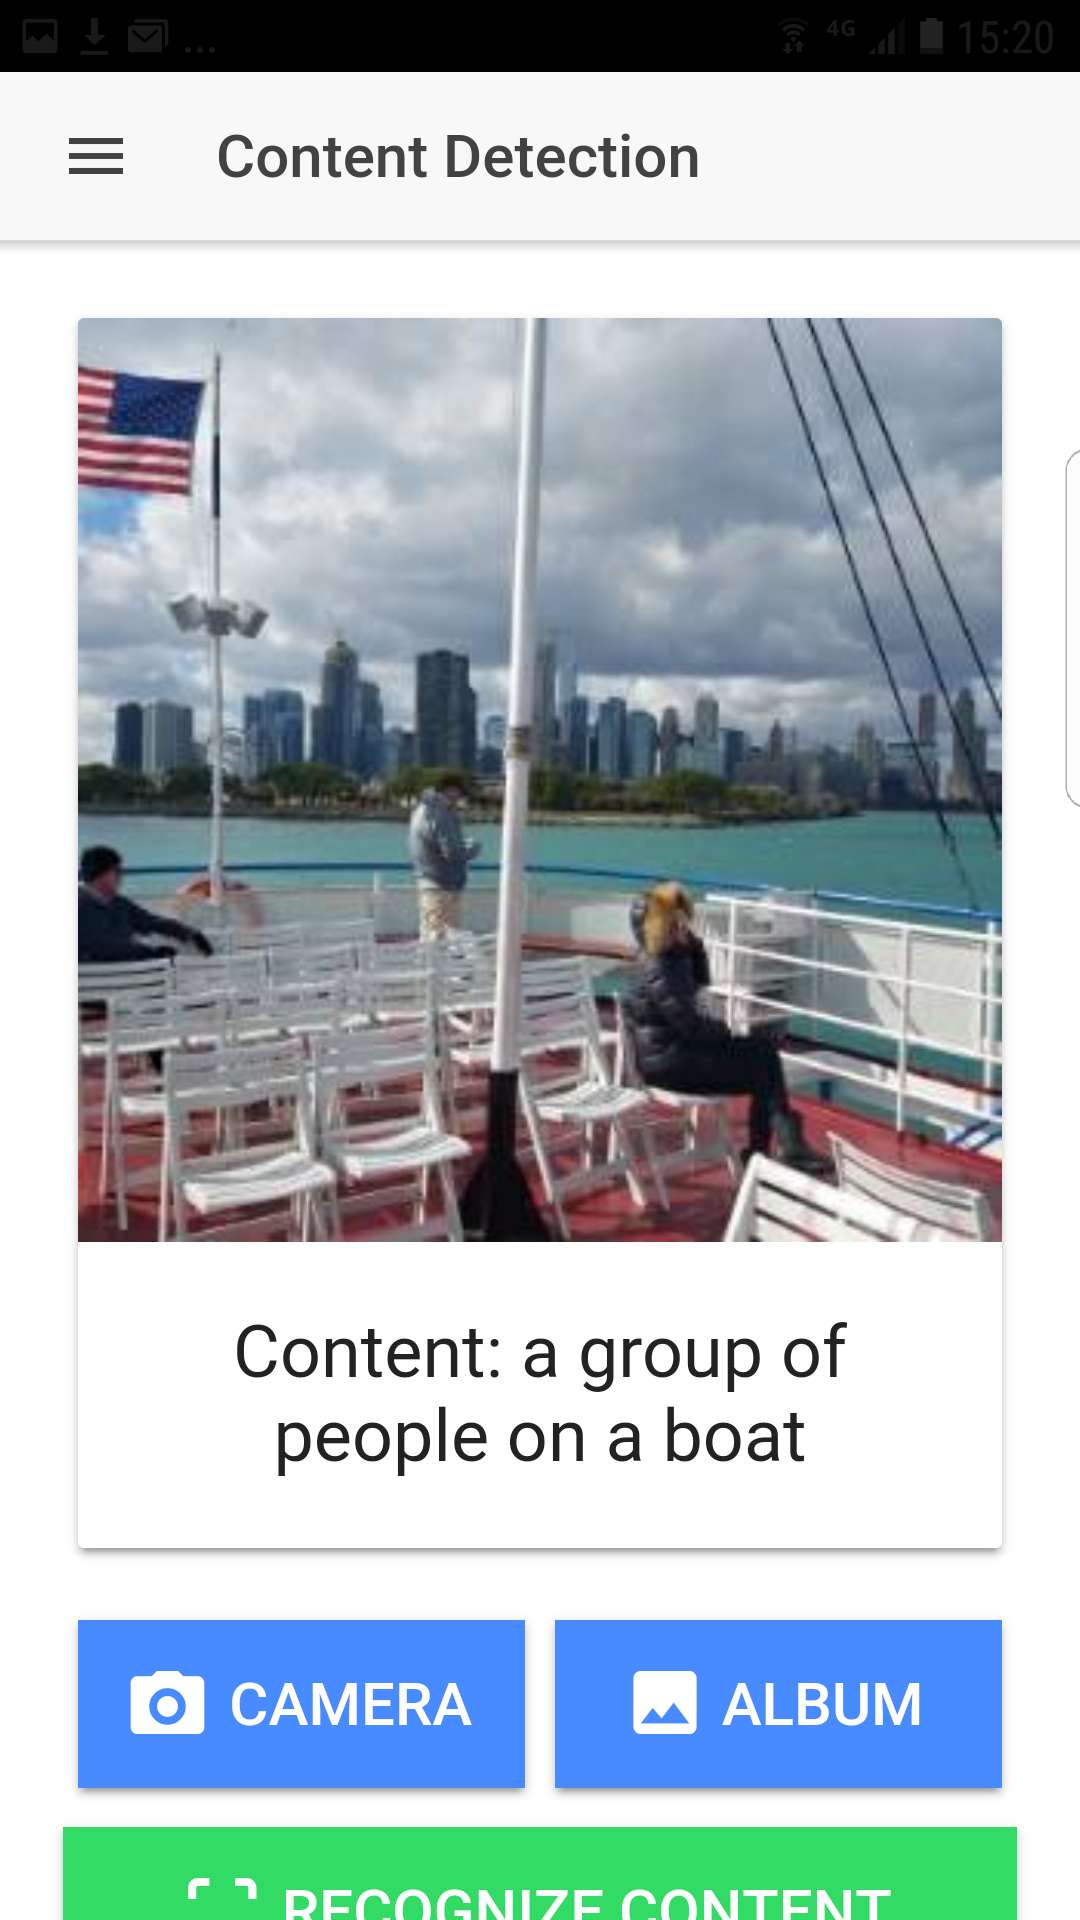 ... 4G 15:20
Content Detection
Content: a group of
people on a boat
CAMERA ALBUM
RECOGNIZE CONTENT